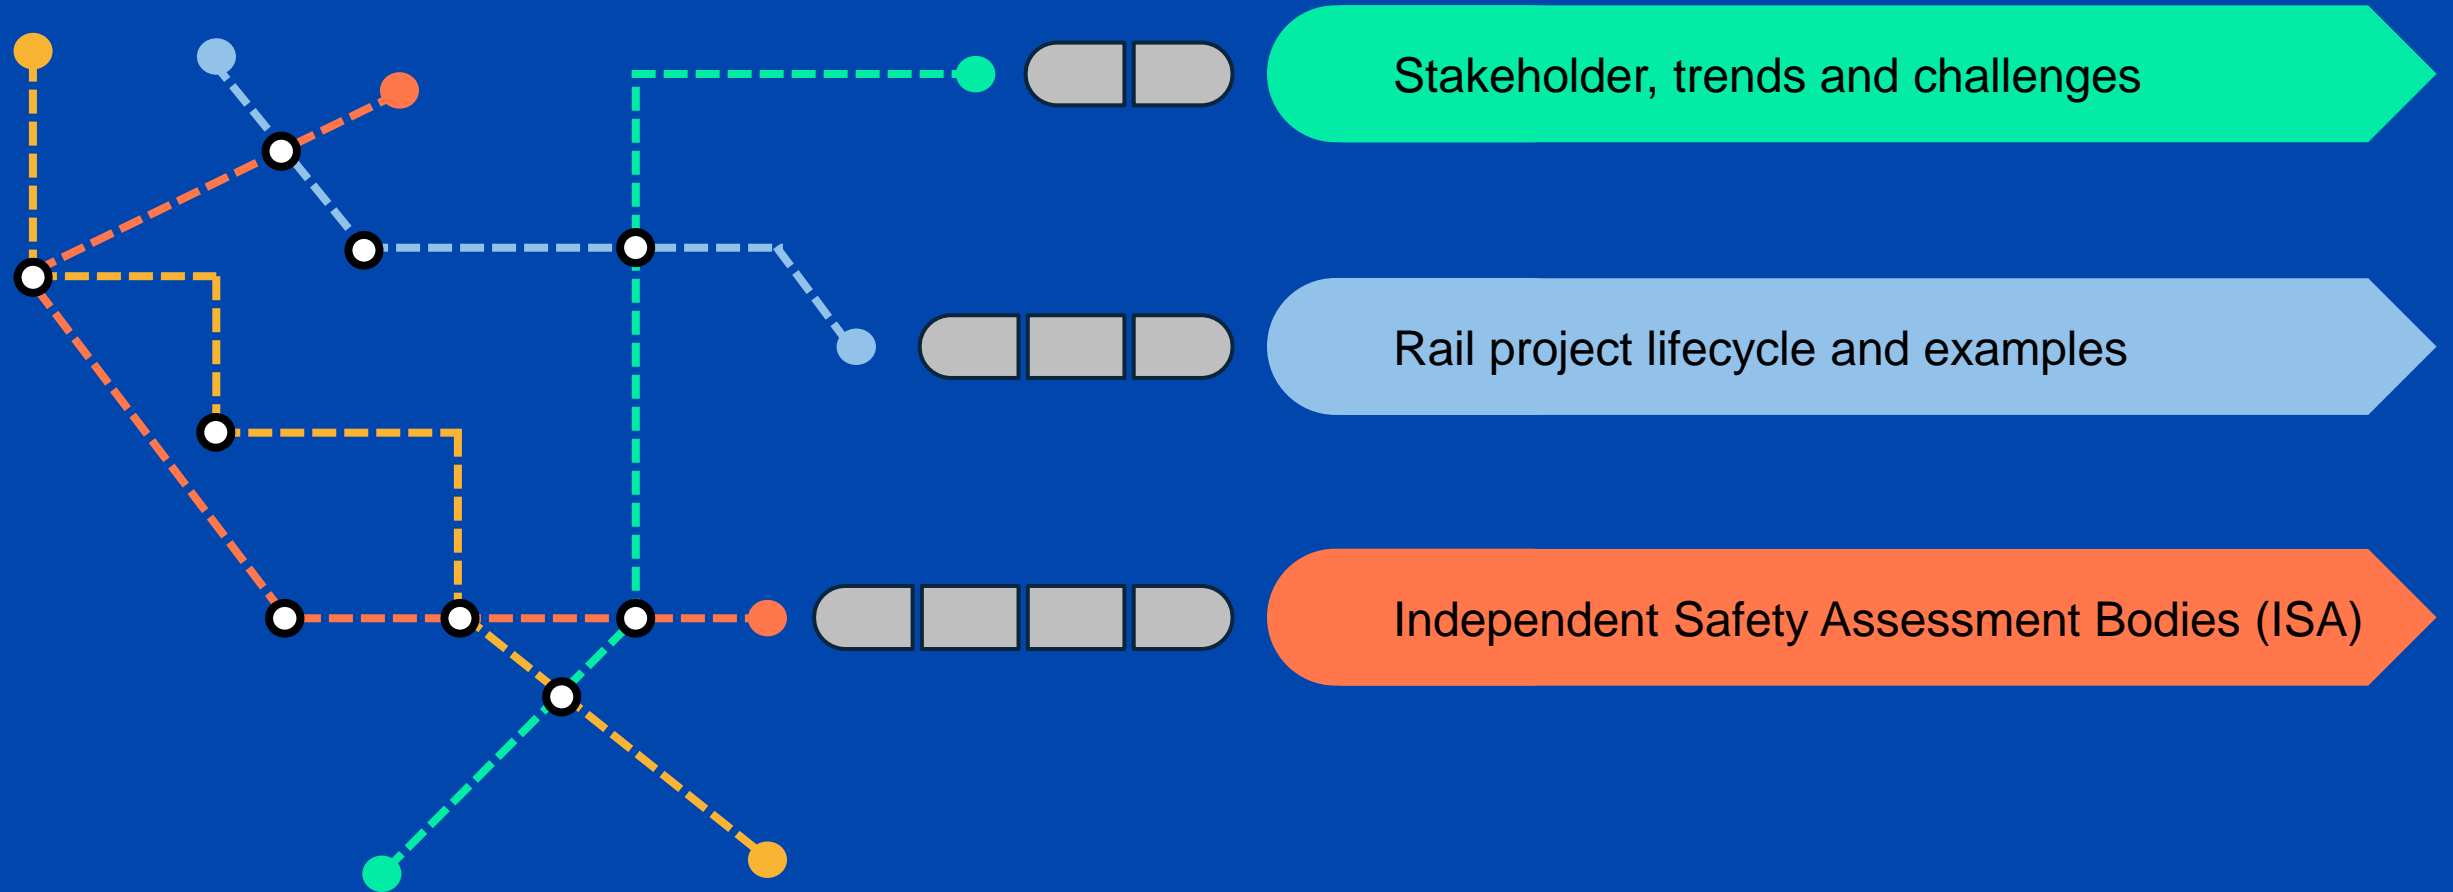 Stakeholder, trends and challenges
Rail project lifecycle and examples
Independent Safety Assessment Bodies (ISA)